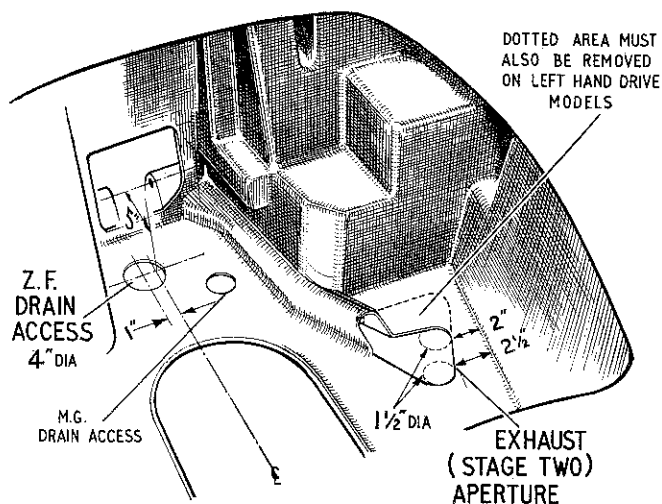 DOTTED AREA MUST
ALSO BE REMOVED
ON LEFT HAND DRIVE
MODELS
5"
Z.F.
DRAIN
ACCESS
4" DIA
1"
M.G.
DRAIN ACCESS
2"
2½"
1½" DIA
EXHAUST
(STAGE TWO)
APERTURE
℄